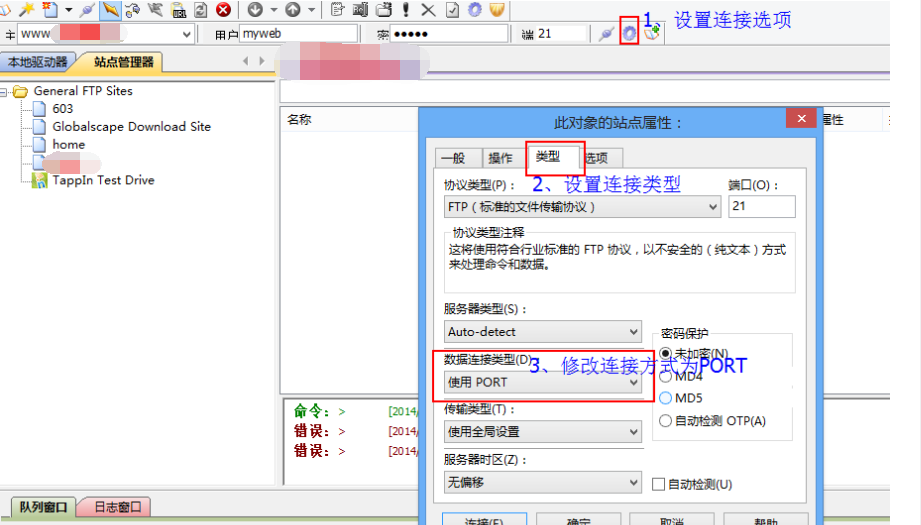 1、设置连接选项
主 www 用户 myweb 密 ●●●●● 端 21
本地驱动器 站点管理器
General FTP Sites
603
Globalscape Download Site
home
TappIn Test Drive
名称
属性
此对象的站点属性：
一般 操作 类型 选项
2、设置连接类型
协议类型(P)： 端口(O)：
FTP（标准的文件传输协议） 21
协议类型注释
这将使用符合行业标准的 FTP 协议，以不安全的（纯文本）方式
来处理命令和数据。
服务器类型(S)：
Auto-detect
密码保护
未加密(N)
数据连接类型(D)
3、修改连接方式为PORT
使用 PORT
MD4
MD5
传输类型(T)：
自动检测 OTP(A)
使用全局设置
服务器时区(Z)：
无偏移 自动检测(U)
连接(F) 确定 取消 帮助
命令：> [2014/
错误：> [2014/
错误：> [2014/
队列窗口 日志窗口